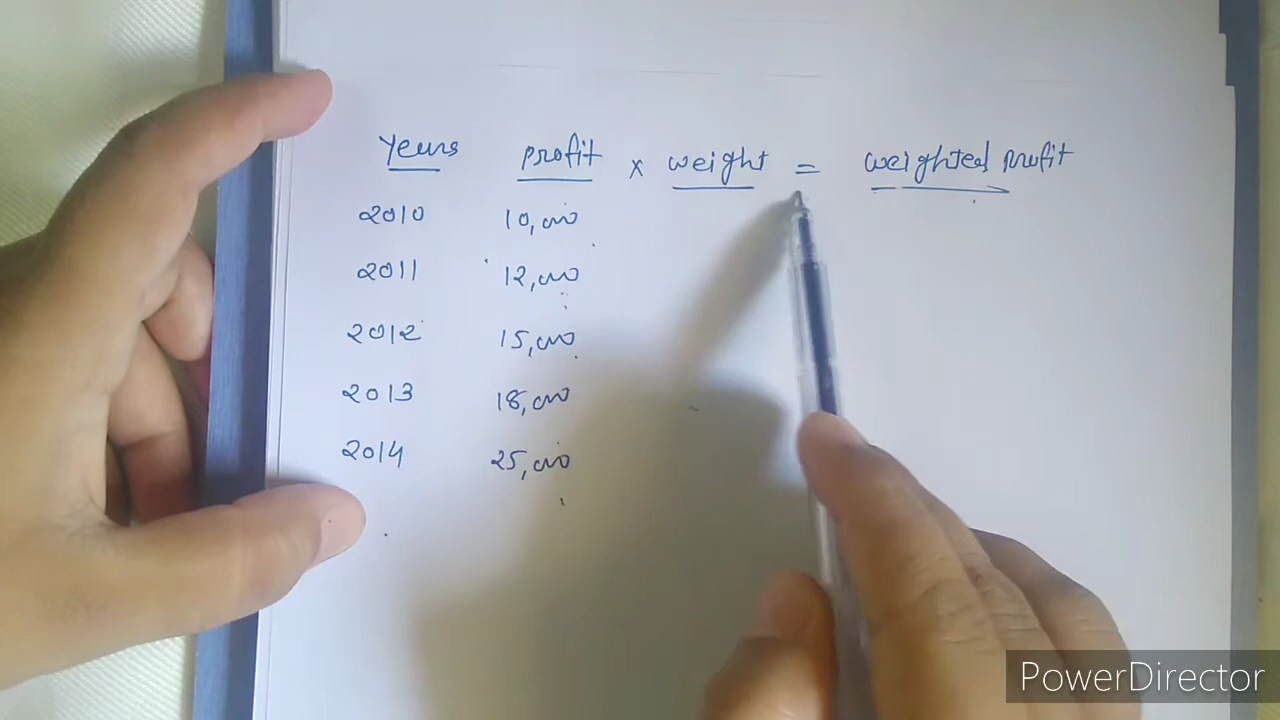 Years profit x weight = weighted profit
2010 10,000
2011 12,000
2012 15,000
2013 18,000
2014 25,000
PowerDirector